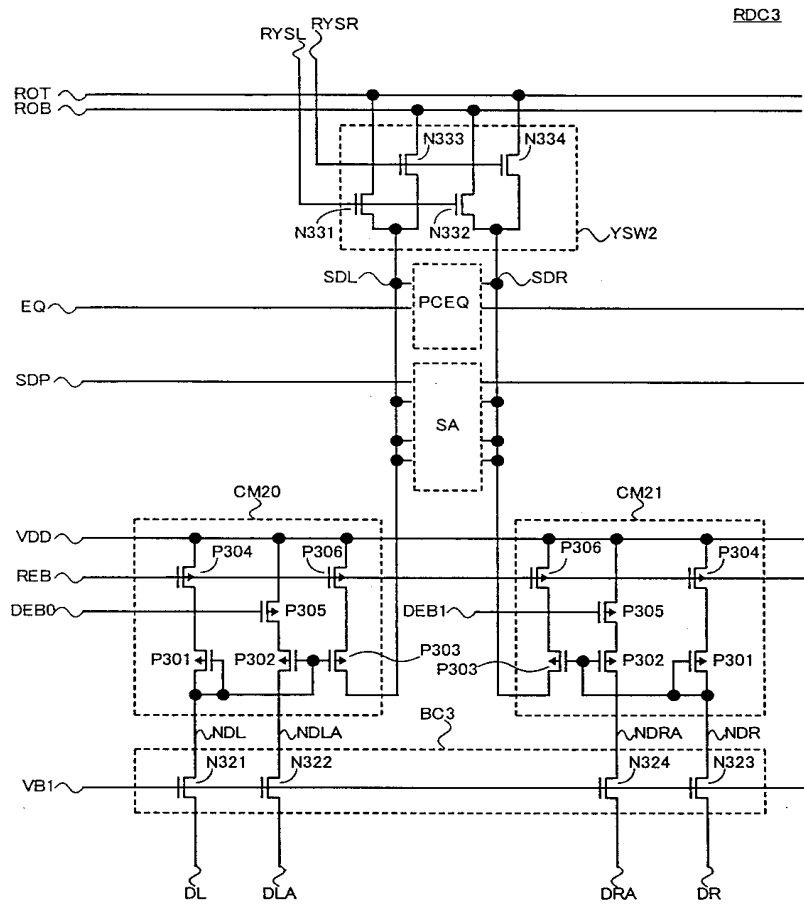 RDC3
RYSR
RYSL
ROT
ROB
N333
N334
N331
N332
YSW2
SDL
SDR
PCEQ
EQ
SDP
SA
CM20
CM21
VDD
P304
P306
P306
P304
REB
DEB0
P305
DEB1
P305
P301
P302
P303
P303
P302
P301
BC3
NDL
NDLA
NDRA
NDR
N321
N322
N324
N323
VB1
DL
DLA
DRA
DR